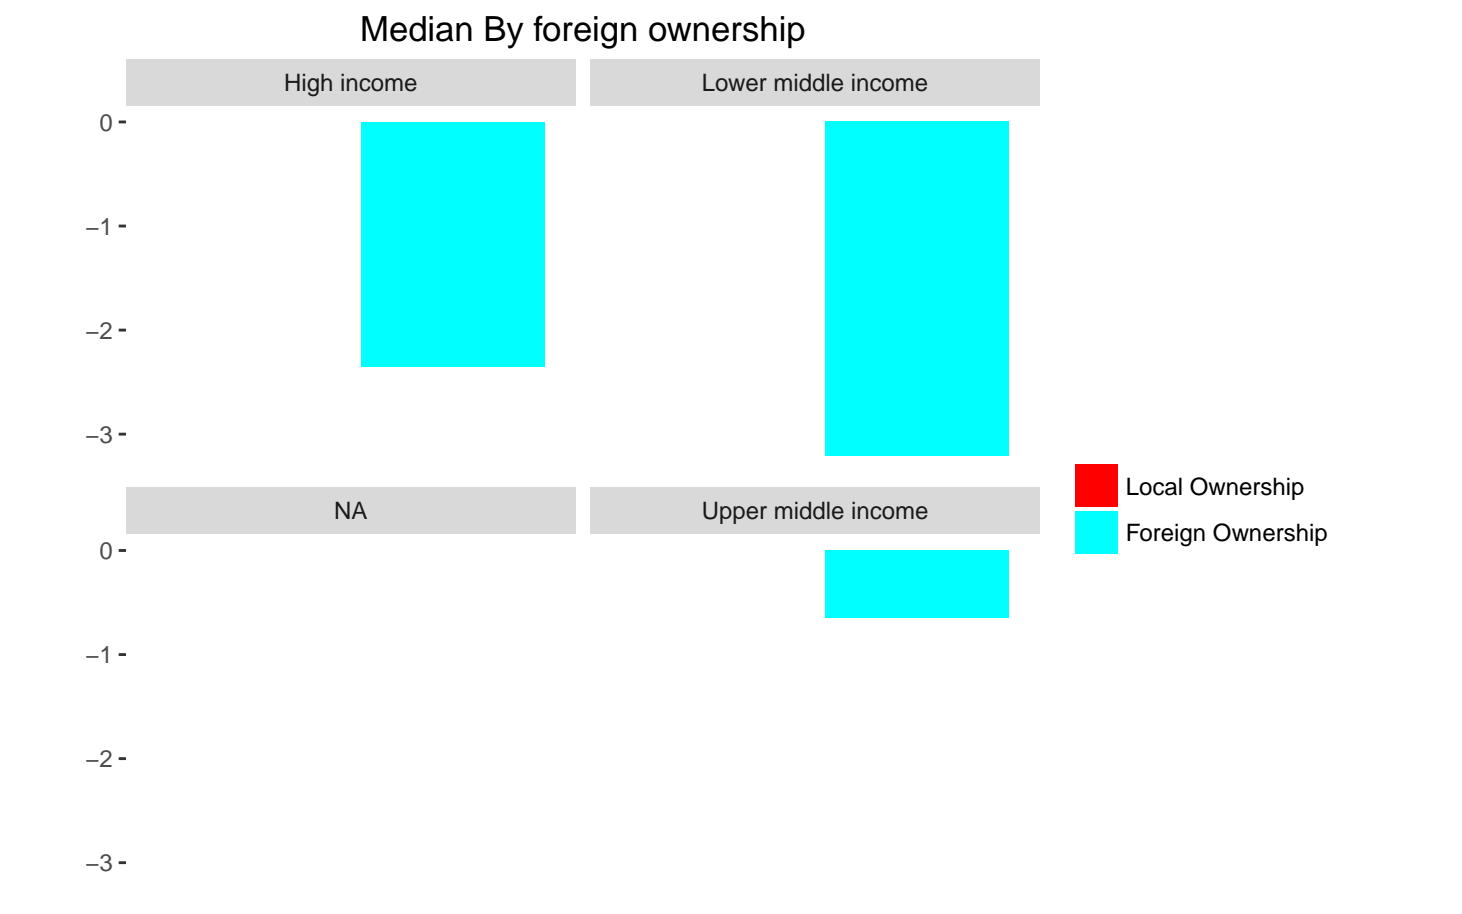 Median By foreign ownership
High income
Lower middle income
0
−1
−2
−3
NA
Upper middle income
0
−1
−2
−3
Local Ownership
Foreign Ownership